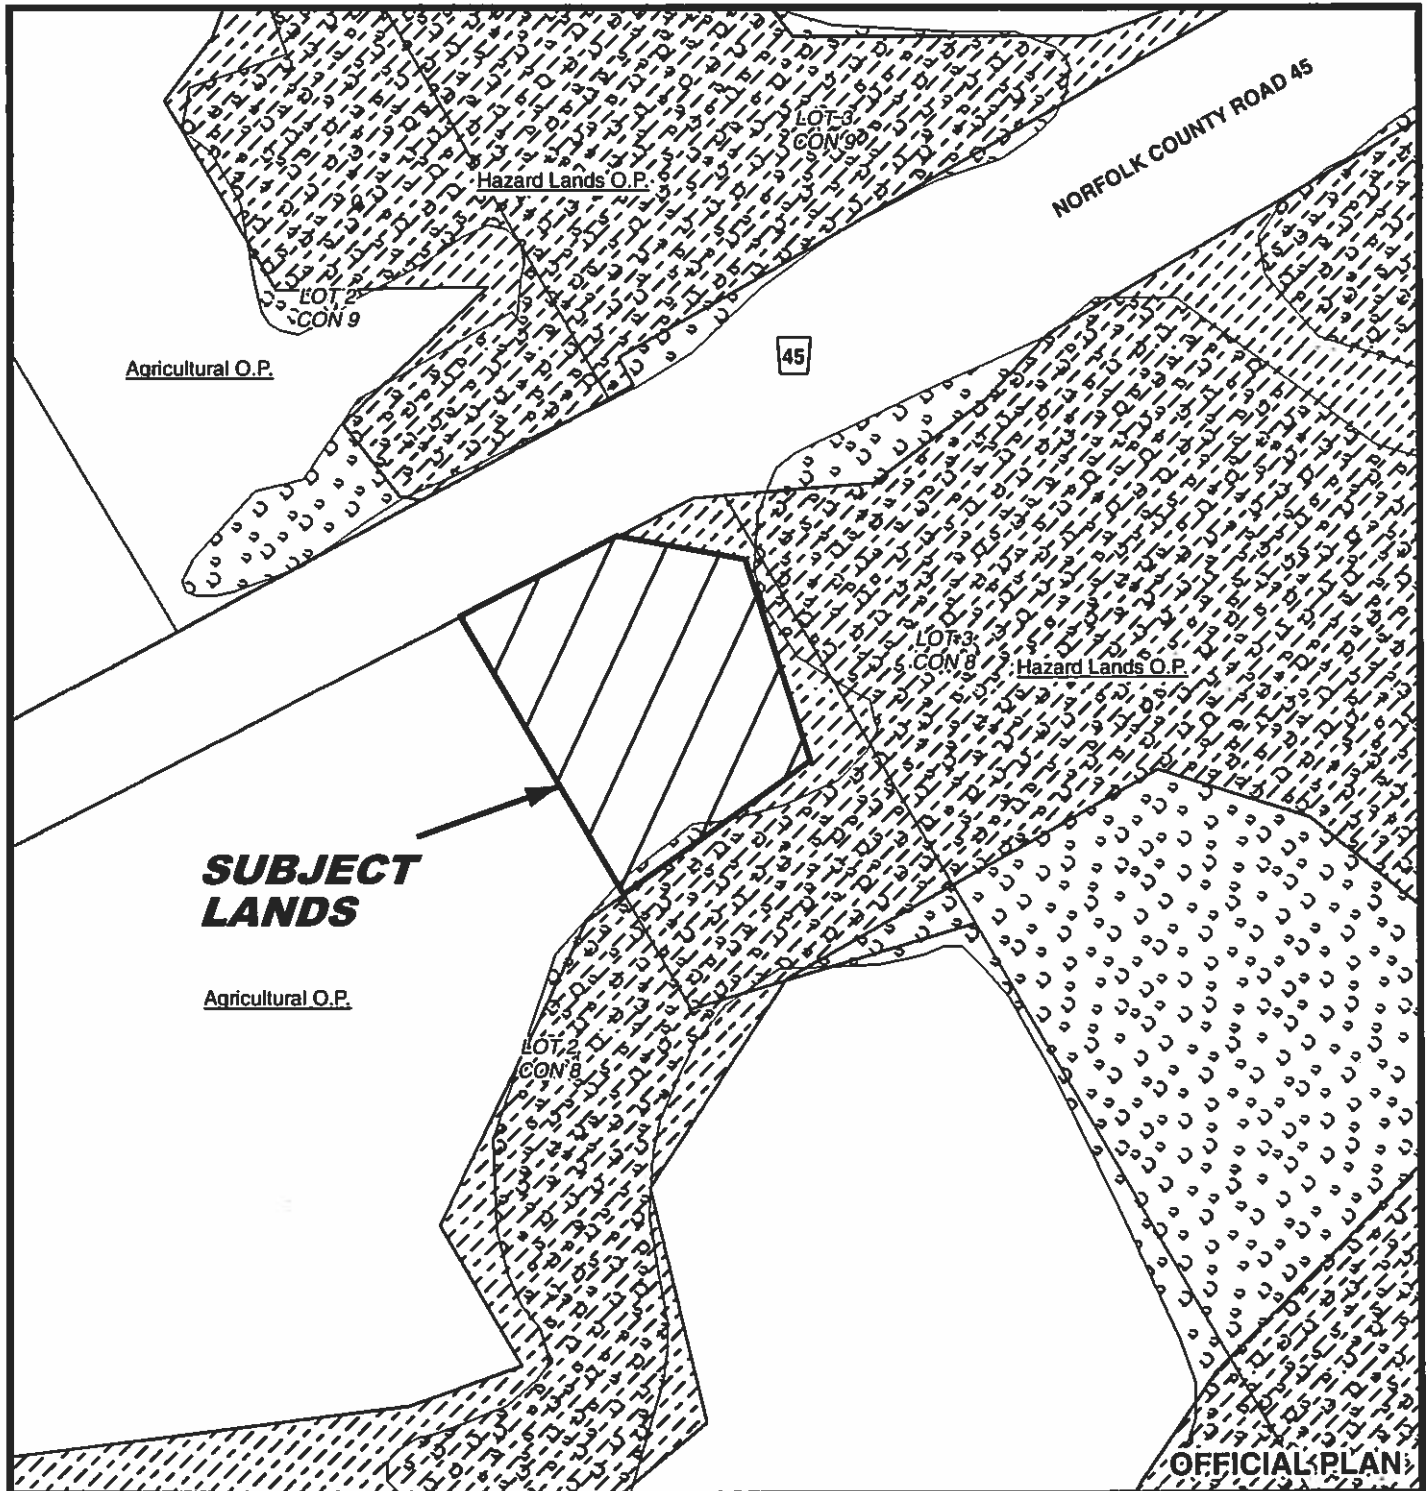 LOT 3
CON 9
NORFOLK COUNTY ROAD 45
Hazard Lands O.P.
LOT 2
CON 9
Agricultural O.P.
45
LOT 3
CON 8
Hazard Lands O.P.
SUBJECT
LANDS
Agricultural O.P.
LOT 2
CON 8
OFFICIAL PLAN